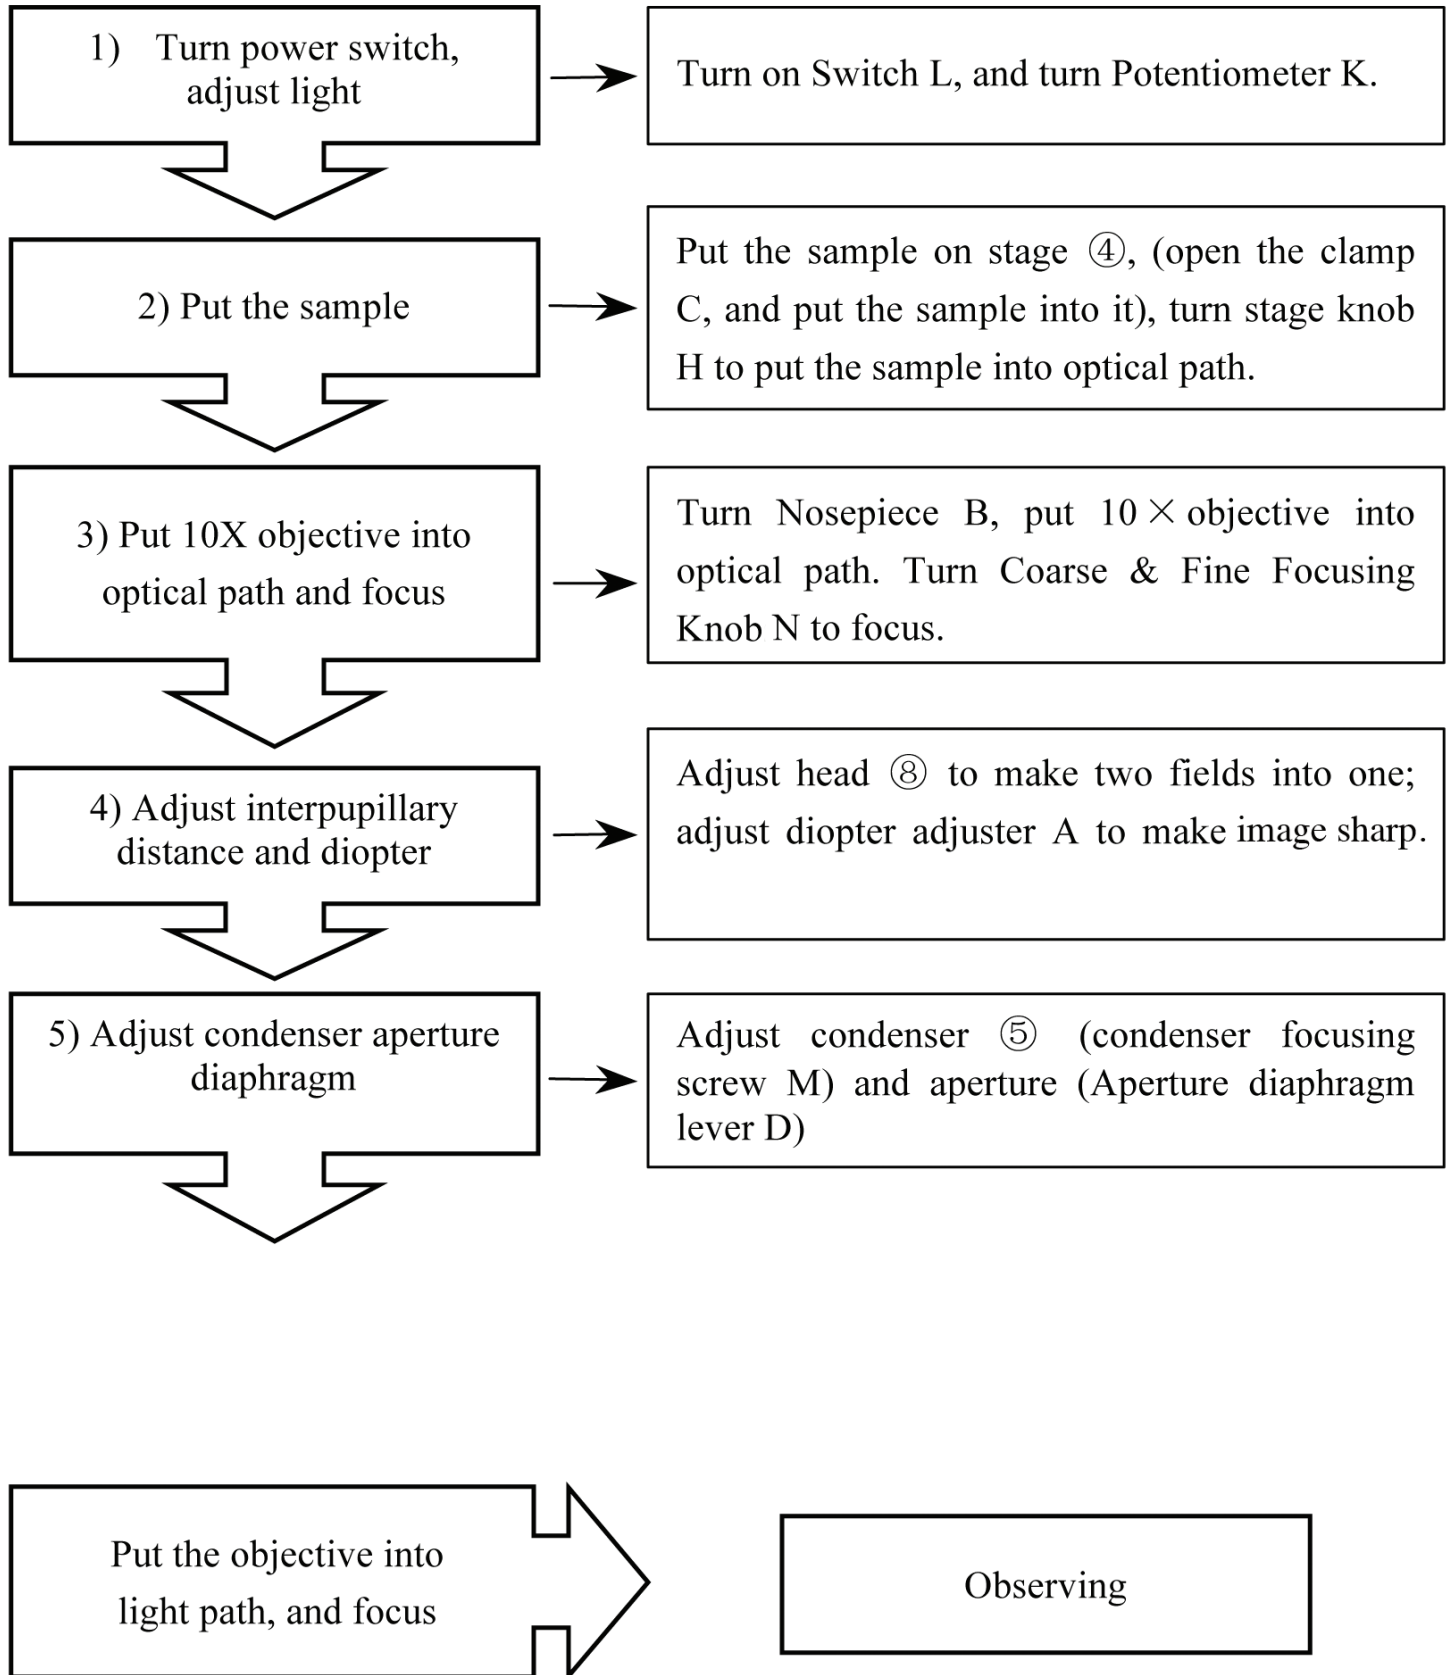 1) Turn power switch,
adjust light
Turn on Switch L, and turn Potentiometer K.
2) Put the sample
Put the sample on stage ④, (open the clamp
C, and put the sample into it), turn stage knob
H to put the sample into optical path.
3) Put 10X objective into
optical path and focus
Turn Nosepiece B, put 10×objective into
optical path. Turn Coarse & Fine Focusing
Knob N to focus.
4) Adjust interpupillary
distance and diopter
Adjust head ⑧ to make two fields into one;
adjust diopter adjuster A to make image sharp.
5) Adjust condenser aperture
diaphragm
Adjust condenser ⑤ (condenser focusing
screw M) and aperture (Aperture diaphragm
lever D)
Put the objective into
light path, and focus
Observing